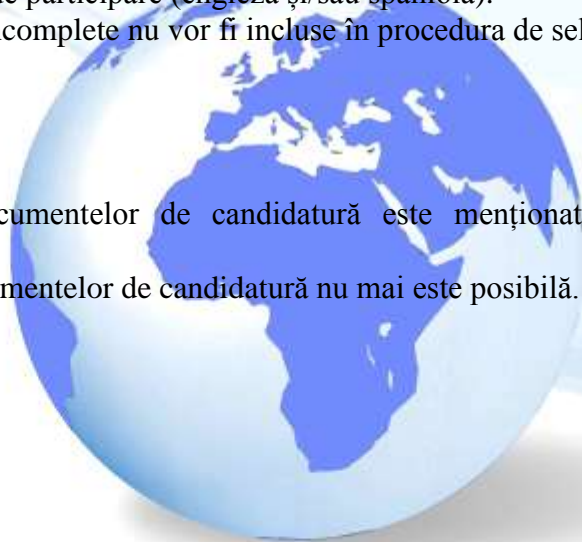 de participare (engleză și/sau spaniolă).
complete nu vor fi incluse în procedura de sel
cumentelor de candidatură este menționat
mentelor de candidatură nu mai este posibilă.